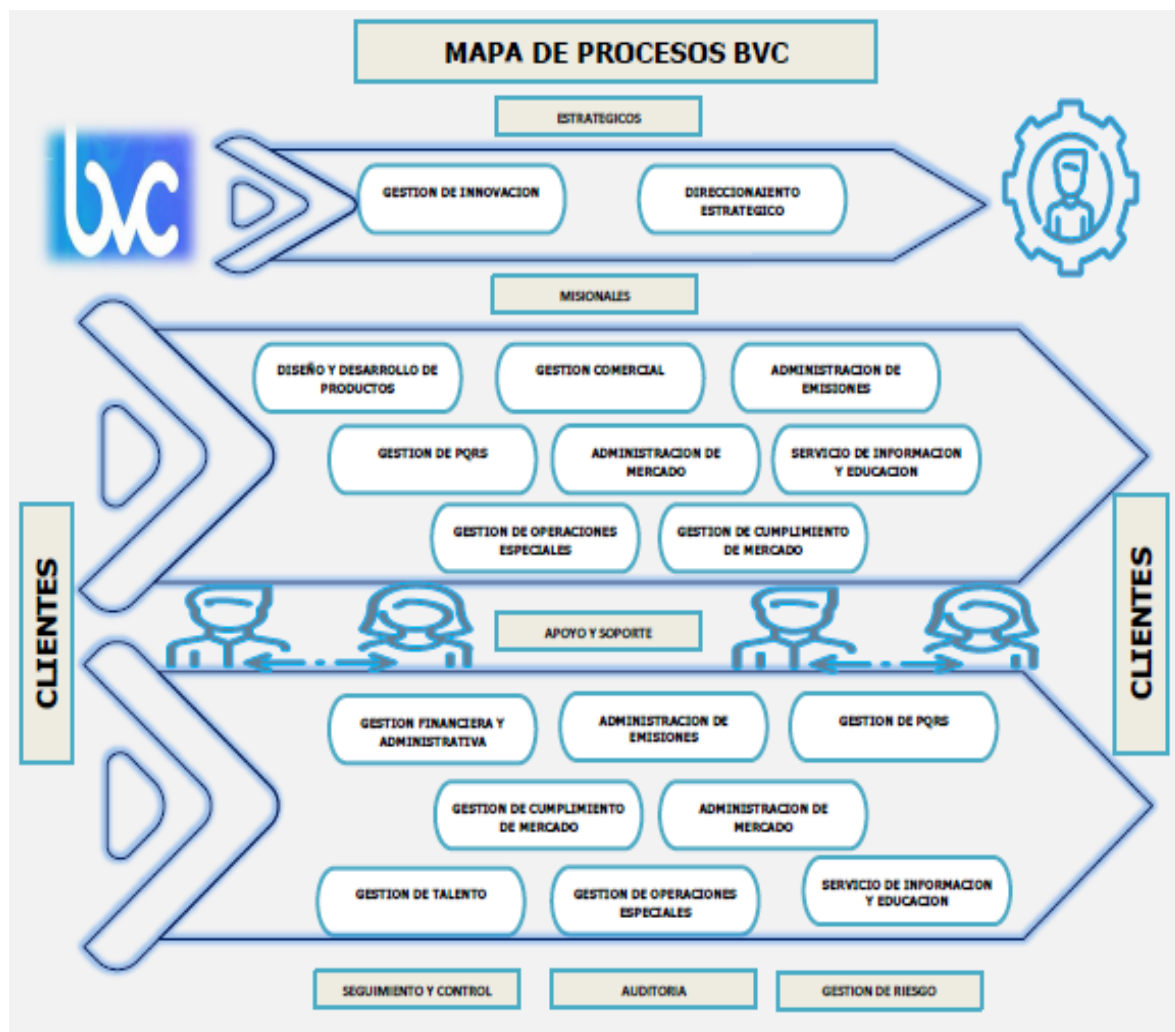 MAPA DE PROCESOS BVC
ESTRATEGICOS
bvc
GESTION DE INNOVACION
DIRECCIONAIENTO
ESTRATEGICO
MISIONALES
DISEÑO Y DESARROLLO DE
PRODUCTOS
GESTION COMERCIAL
ADMINISTRACION DE
EMISIONES
GESTION DE PQRS
ADMINISTRACION DE
MERCADO
SERVICIO DE INFORMACION
Y EDUCACION
GESTION DE OPERACIONES
ESPECIALES
GESTION DE CUMPLIMIENTO
DE MERCADO
CLIENTES
CLIENTES
APOYO Y SOPORTE
GESTION FINANCIERA Y
ADMINISTRATIVA
ADMINISTRACION DE
EMISIONES
GESTION DE PQRS
GESTION DE CUMPLIMIENTO
DE MERCADO
ADMINISTRACION DE
MERCADO
GESTION DE TALENTO
GESTION DE OPERACIONES
ESPECIALES
SERVICIO DE INFORMACION
Y EDUCACION
SEGUIMIENTO Y CONTROL
AUDITORIA
GESTION DE RIESGO